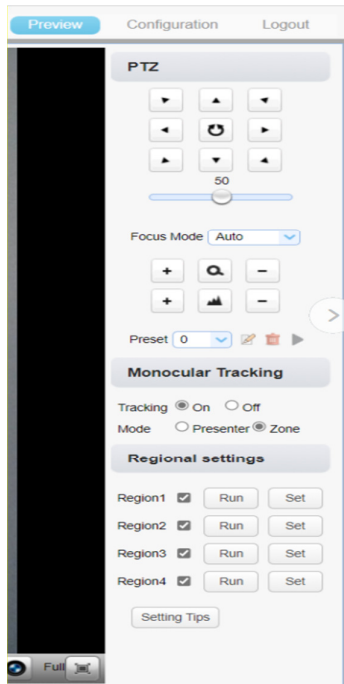 Preview Configuration Logout
PTZ
50
Focus Mode Auto
+ -
+ -
Preset 0
Monocular Tracking
Tracking On Off
Mode Presenter Zone
Regional settings
Region1 Run Set
Region2 Run Set
Region3 Run Set
Region4 Run Set
Setting Tips
Full